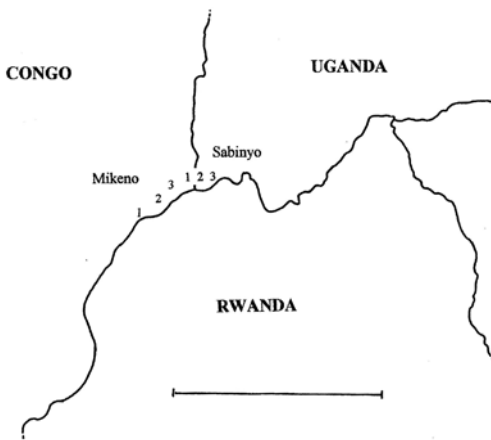 CONGO
UGANDA
Sabinyo
Mikeno
1 2 3
3
2
1
RWANDA